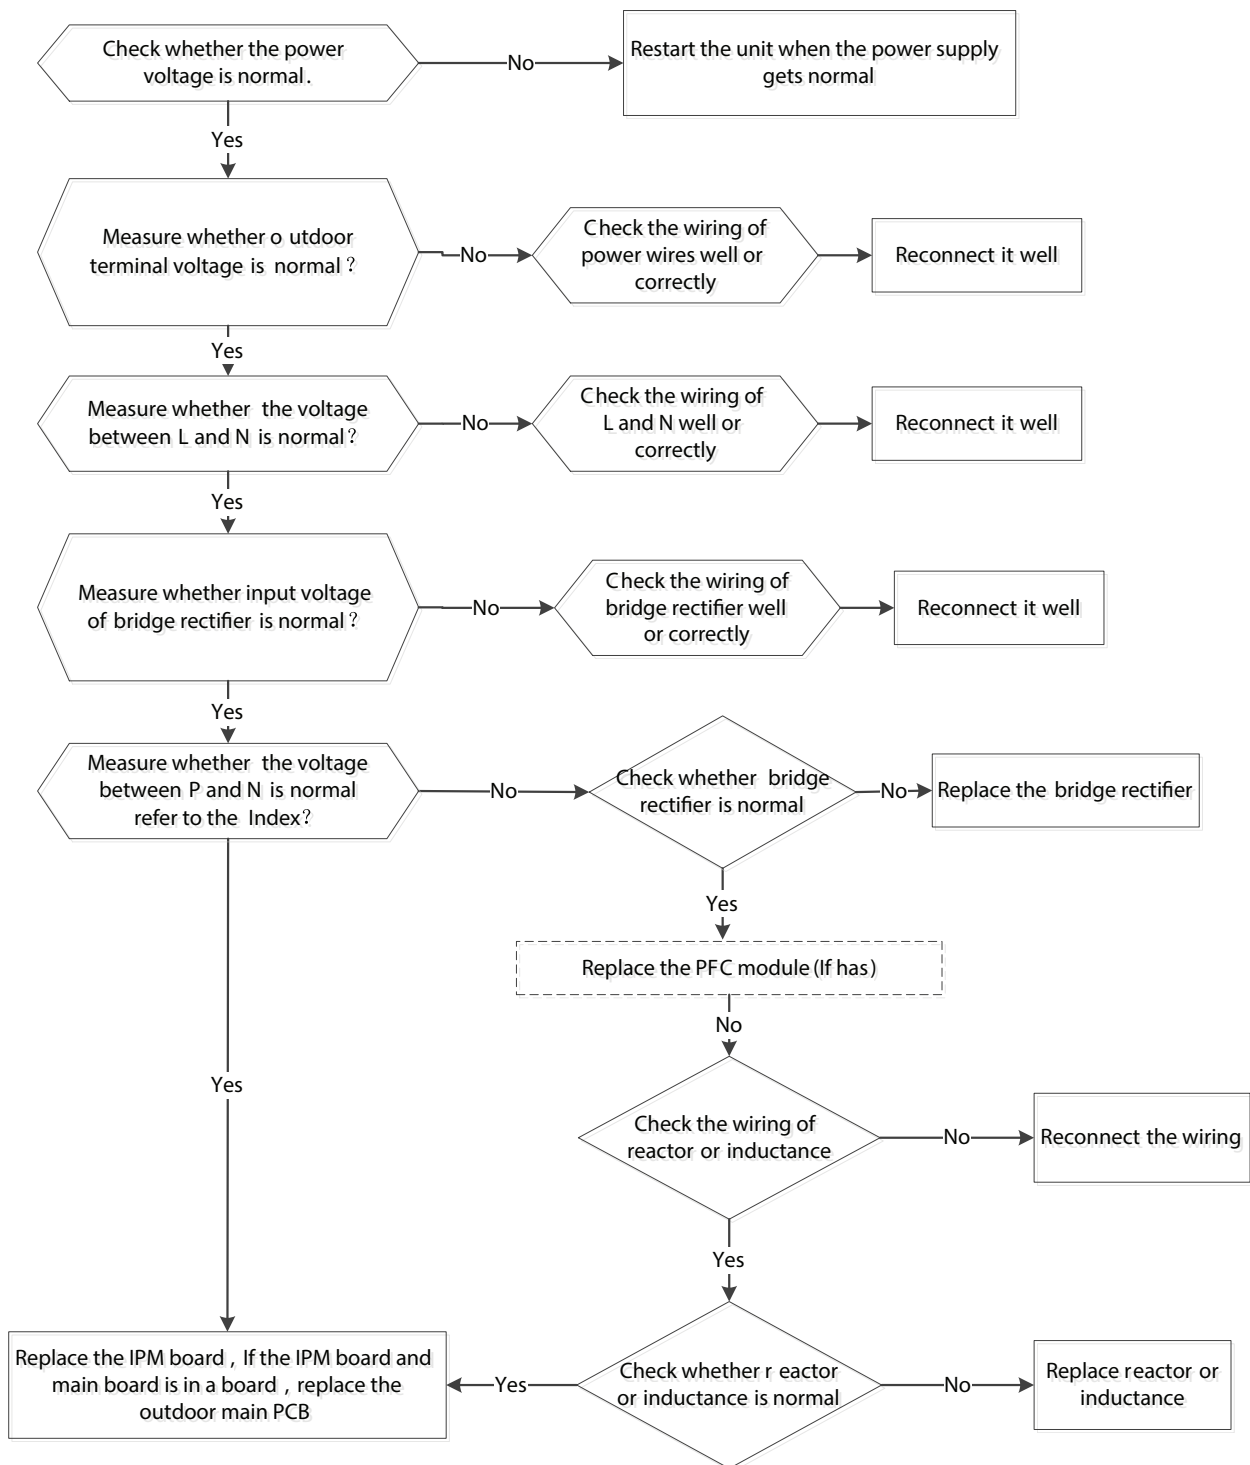 Check whether the power
voltage is normal.
No
Restart the unit when the power supply
gets normal
Yes
Measure whether o utdoor
terminal voltage is normal?
No
Check the wiring of
power wires well or
correctly
Reconnect it well
Yes
Measure whether the voltage
between L and N is normal?
No
Check the wiring of
L and N well or
correctly
Reconnect it well
Yes
Measure whether input voltage
of bridge rectifier is normal?
No
Check the wiring of
bridge rectifier well
or correctly
Reconnect it well
Yes
Measure whether the voltage
between P and N is normal
refer to the Index?
No
Check whether bridge
rectifier is normal
No
Replace the bridge rectifier
Yes
Replace the PFC module (If has)
No
Yes
Check the wiring of
reactor or inductance
No
Reconnect the wiring
Yes
Replace the IPM board , If the IPM board and
main board is in a board , replace the
outdoor main PCB
Yes
Check whether r eactor
or inductance is normal
No
Replace reactor or
inductance